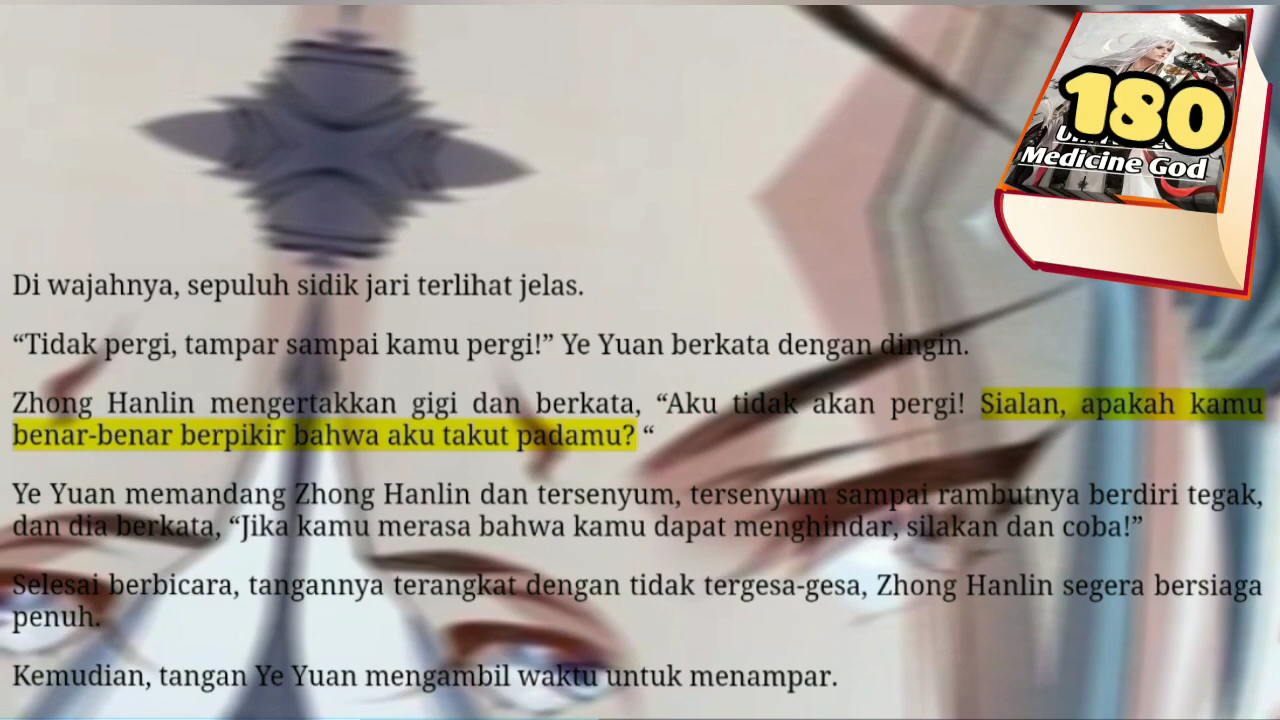 180
Medicine God
Di wajahnya, sepuluh sidik jari terlihat jelas.
“Tidak pergi, tampar sampai kamu pergi!” Ye Yuan berkata dengan dingin.
Zhong Hanlin mengertakkan gigi dan berkata, “Aku tidak akan pergi! Sialan, apakah kamu
benar-benar berpikir bahwa aku takut padamu? “
Ye Yuan memandang Zhong Hanlin dan tersenyum, tersenyum sampai rambutnya berdiri tegak,
dan dia berkata, “Jika kamu merasa bahwa kamu dapat menghindar, silakan dan coba!”
Selesai berbicara, tangannya terangkat dengan tidak tergesa-gesa, Zhong Hanlin segera bersiaga
penuh.
Kemudian, tangan Ye Yuan mengambil waktu untuk menampar.